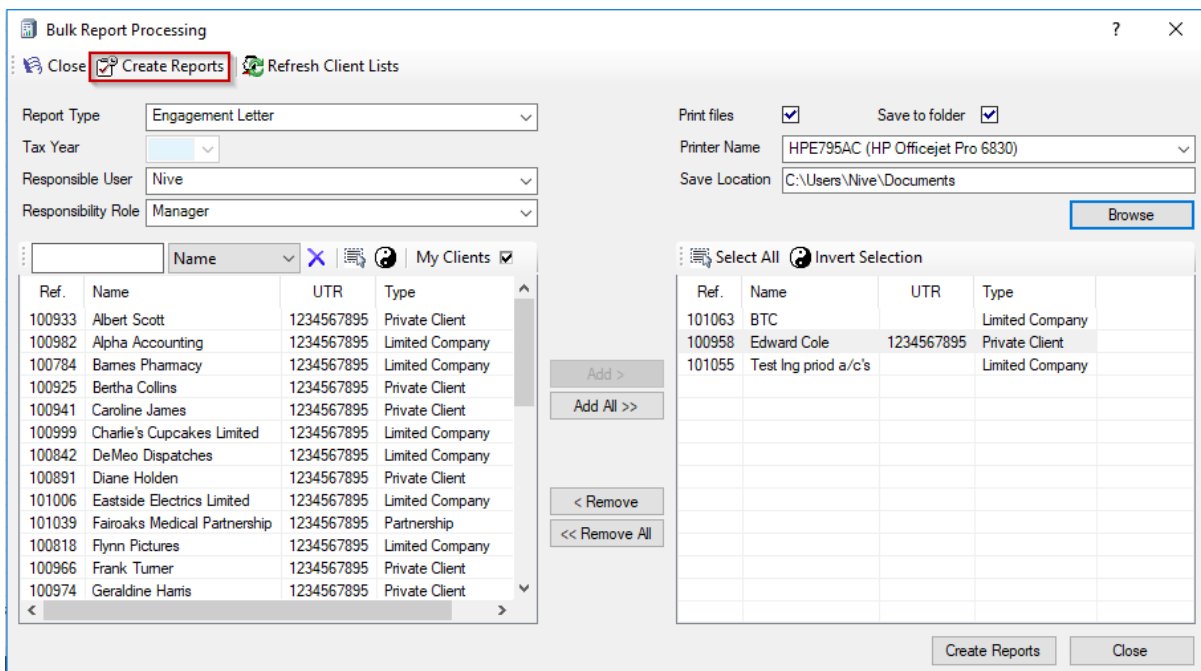 Bulk Report Processing ?
Close Create Reports Refresh Client Lists
Report Type Engagement Letter
Tax Year
Responsible User Nive
Responsibility Role Manager
Print files Save to folder
Printer Name HPE795AC (HP Officejet Pro 6830)
Save Location C:\Users\Nive\Documents
Browse
Name My Clients
Ref. Name UTR Type
100933 Albert Scott 1234567895 Private Client
100982 Alpha Accounting 1234567895 Limited Company
100784 Barnes Pharmacy 1234567895 Limited Company
100925 Bertha Collins 1234567895 Private Client
100941 Caroline James 1234567895 Private Client
100999 Charlie's Cupcakes Limited 1234567895 Limited Company
100842 DeMeo Dispatches 1234567895 Limited Company
100891 Diane Holden 1234567895 Private Client
101006 Eastside Electrics Limited 1234567895 Limited Company
101039 Fairoaks Medical Partnership 1234567895 Partnership
100818 Flynn Pictures 1234567895 Limited Company
100966 Frank Turner 1234567895 Private Client
100974 Geraldine Harris 1234567895 Private Client
Add >
Add All >>
< Remove
<< Remove All
Select All Invert Selection
Ref. Name UTR Type
101063 BTC Limited Company
100958 Edward Cole 1234567895 Private Client
101055 Test lng priod a/c's Limited Company
Create Reports Close